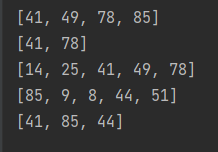 [41, 49, 78, 85]
[41, 78]
[14, 25, 41, 49, 78]
[85, 9, 8, 44, 51]
[41, 85, 44]